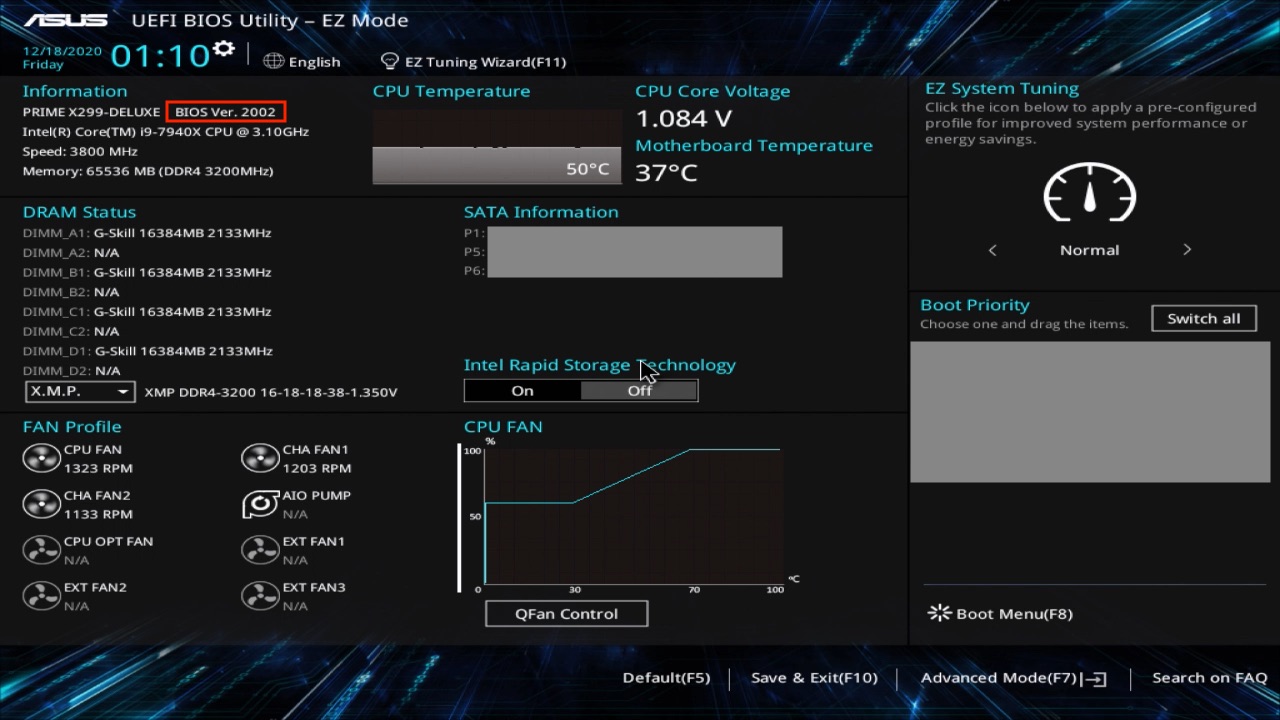 ASUS UEFI BIOS Utility – EZ Mode
12/18/2020
Friday
01:10
English
EZ Tuning Wizard(F11)
Information
PRIME X299-DELUXE BIOS Ver. 2002
Intel(R) Core(TM) i9-7940X CPU @ 3.10GHz
Speed: 3800 MHz
Memory: 65536 MB (DDR4 3200MHz)
CPU Temperature
50°C
CPU Core Voltage
1.084 V
Motherboard Temperature
37°C
DRAM Status
DIMM_A1: G-Skill 16384MB 2133MHz
DIMM_A2: N/A
DIMM_B1: G-Skill 16384MB 2133MHz
DIMM_B2: N/A
DIMM_C1: G-Skill 16384MB 2133MHz
DIMM_C2: N/A
DIMM_D1: G-Skill 16384MB 2133MHz
DIMM_D2: N/A
X.M.P. XMP DDR4-3200 16-18-18-38-1.350V
SATA Information
P1:
P5:
P6:
Intel Rapid Storage Technology
On Off
FAN Profile
CPU FAN
1323 RPM
CHA FAN1
1203 RPM
CHA FAN2
1133 RPM
AIO PUMP
N/A
CPU OPT FAN
N/A
EXT FAN1
N/A
EXT FAN2
N/A
EXT FAN3
N/A
CPU FAN
%
100
50
0 30 70 100
°C
QFan Control
EZ System Tuning
Click the icon below to apply a pre-configured
profile for improved system performance or
energy savings.
Normal
Boot Priority
Choose one and drag the items.
Switch all
Boot Menu(F8)
Default(F5)
Save & Exit(F10)
Advanced Mode(F7)
Search on FAQ